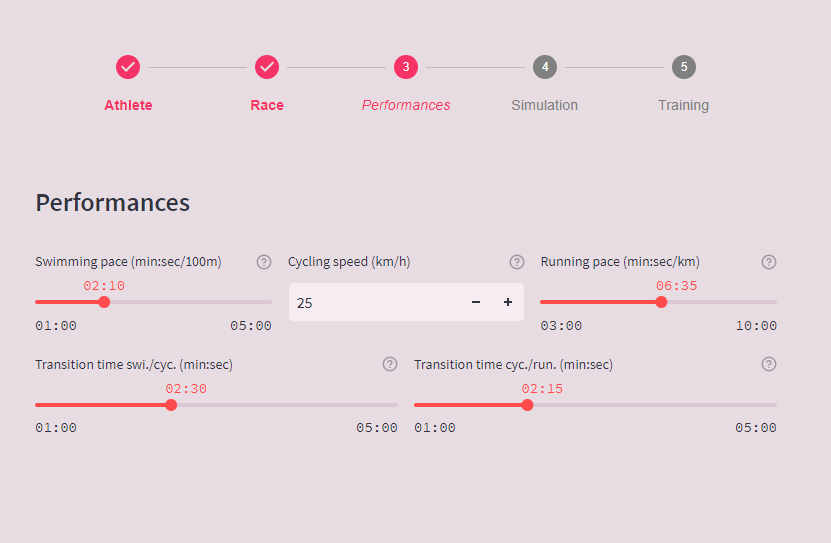 3 4 5
Athlete Race Performances Simulation Training
Performances
Swimming pace (min:sec/100m) Cycling speed (km/h) Running pace (min:sec/km)
02:10 06:35
25 − +
01:00 05:00 03:00 10:00
Transition time swi./cyc. (min:sec) Transition time cyc./run. (min:sec)
02:30 02:15
01:00 05:00 01:00 05:00